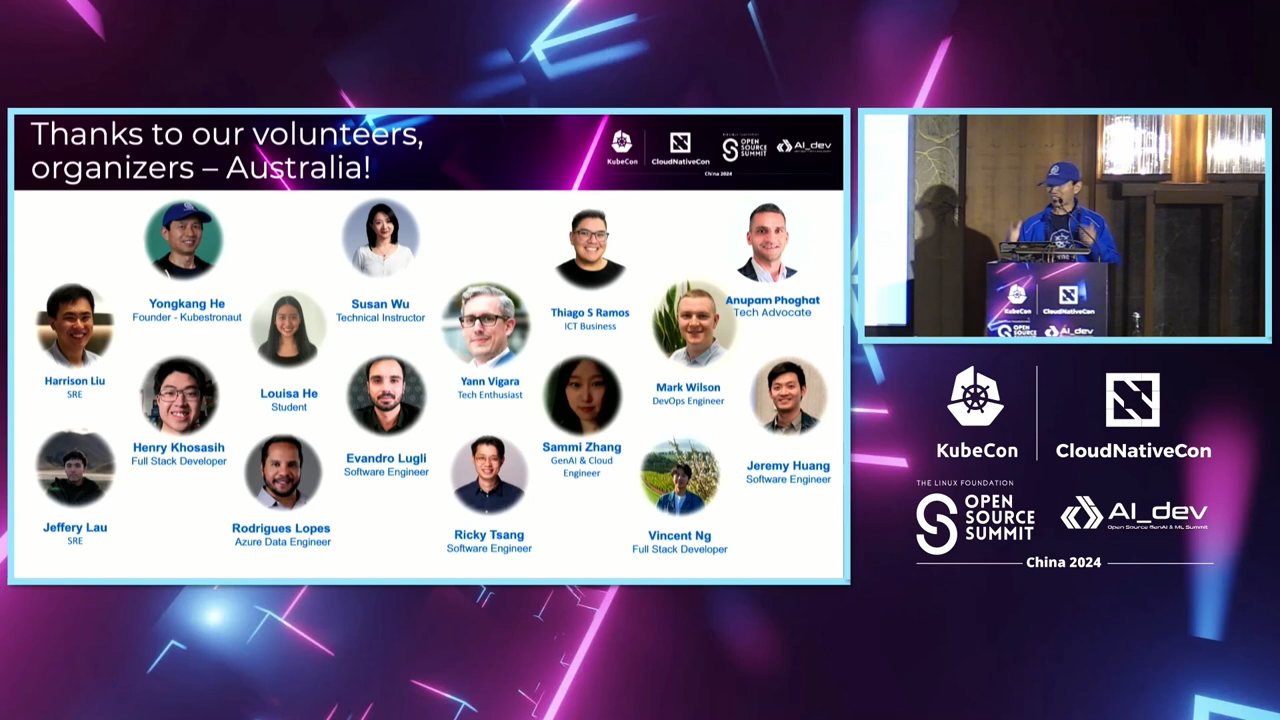 Thanks to our volunteers,
organizers – Australia!
KubeCon
CloudNativeCon
OPEN
SOURCE
SUMMIT
AI_dev
China 2024
Yongkang He
Founder - Kubestronaut
Susan Wu
Technical Instructor
Thiago S Ramos
ICT Business
Anupam Phoghat
Tech Advocate
Harrison Liu
SRE
Louisa He
Student
Yann Vigara
Tech Enthusiast
Mark Wilson
DevOps Engineer
Henry Khosasih
Full Stack Developer
Evandro Lugli
Software Engineer
Sammi Zhang
GenAI & Cloud
Engineer
Jeremy Huang
Software Engineer
Jeffery Lau
SRE
Rodrigues Lopes
Azure Data Engineer
Ricky Tsang
Software Engineer
Vincent Ng
Full Stack Developer
KubeCon
CloudNativeCon
OPEN
SOURCE
AI_dev
KubeCon
CloudNativeCon
THE LINUX FOUNDATION
OPEN
SOURCE
SUMMIT
AI_dev
Open Source GenAI & ML Summit
China 2024